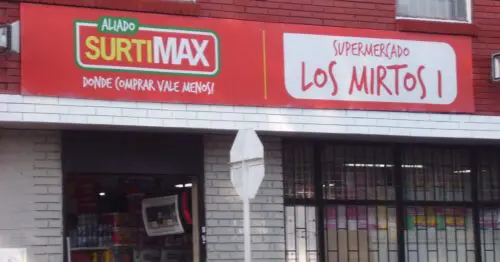 ALIADO
SURTIMAX
DONDE COMPRAR VALE MENOS!
SUPERMERCADO
LOS MIRTOS I